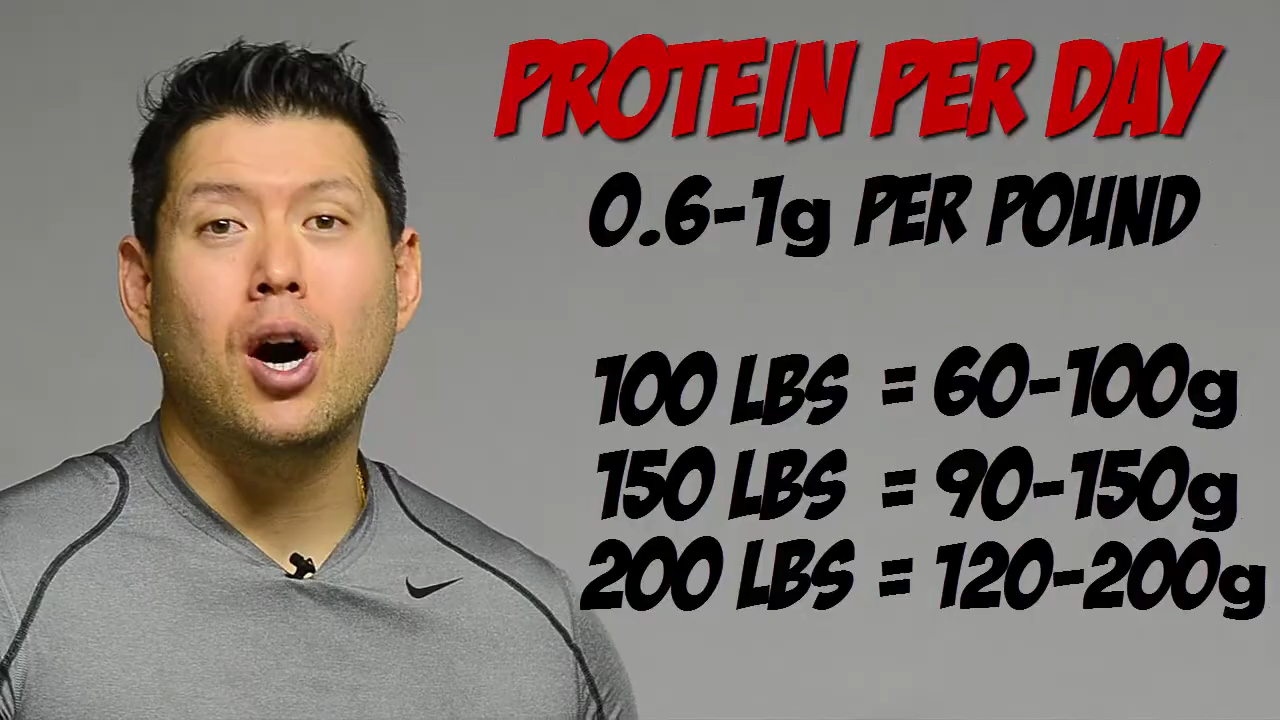 PROTEIN PER DAY
0.6-1g PER POUND
100 LBS = 60-100g
150 LBS = 90-150g
200 LBS = 120-200g